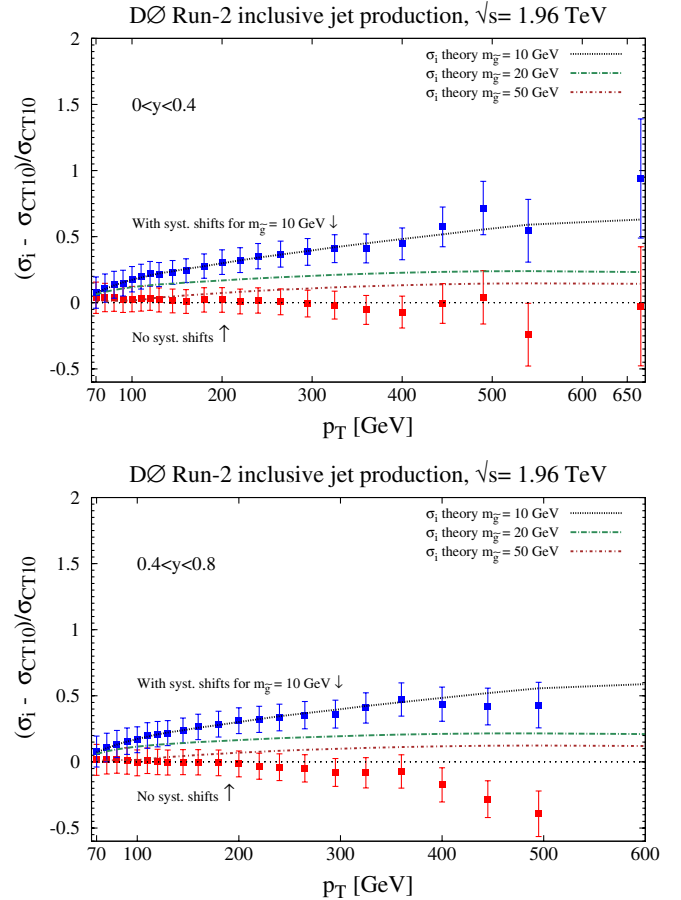 DØ Run-2 inclusive jet production, √s= 1.96 TeV
2
1.5
1
0.5
0
-0.5
(σi - σCT10)/σCT10
σi theory mg̃ = 10 GeV
σi theory mg̃ = 20 GeV
σi theory mg̃ = 50 GeV
0<y<0.4
With syst. shifts for mg̃ = 10 GeV ↓
No syst. shifts ↑
70 100 200 300 400 500 600 650
pT [GeV]
DØ Run-2 inclusive jet production, √s= 1.96 TeV
2
1.5
1
0.5
0
-0.5
(σi - σCT10)/σCT10
σi theory mg̃ = 10 GeV
σi theory mg̃ = 20 GeV
σi theory mg̃ = 50 GeV
0.4<y<0.8
With syst. shifts for mg̃ = 10 GeV ↓
No syst. shifts ↑
70 100 200 300 400 500 600
pT [GeV]